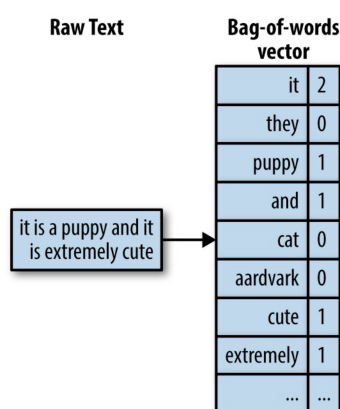 Raw Text
Bag-of-words
vector
it is a puppy and it
is extremely cute
it 2
they 0
puppy 1
and 1
cat 0
aardvark 0
cute 1
extremely 1
... ...